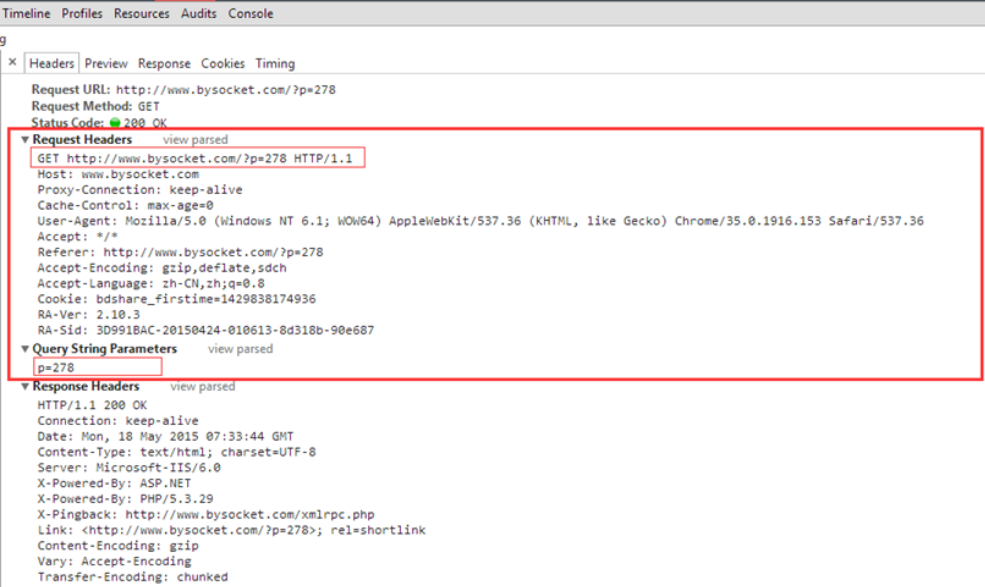 Timeline Profiles Resources Audits Console
g
× Headers Preview Response Cookies Timing
Request URL: http://www.bysocket.com/?p=278
Request Method: GET
Status Code: 200 OK
Request Headers view parsed
GET http://www.bysocket.com/?p=278 HTTP/1.1
Host: www.bysocket.com
Proxy-Connection: keep-alive
Cache-Control: max-age=0
User-Agent: Mozilla/5.0 (Windows NT 6.1; WOW64) AppleWebKit/537.36 (KHTML, like Gecko) Chrome/35.0.1916.153 Safari/537.36
Accept: */*
Referer: http://www.bysocket.com/?p=278
Accept-Encoding: gzip,deflate,sdch
Accept-Language: zh-CN,zh;q=0.8
Cookie: bdshare_firstime=1429838174936
RA-Ver: 2.10.3
RA-Sid: 3D991BAC-20150424-010613-8d318b-90e687
Query String Parameters view parsed
p=278
Response Headers view parsed
HTTP/1.1 200 OK
Connection: keep-alive
Date: Mon, 18 May 2015 07:33:44 GMT
Content-Type: text/html; charset=UTF-8
Server: Microsoft-IIS/6.0
X-Powered-By: ASP.NET
X-Powered-By: PHP/5.3.29
X-Pingback: http://www.bysocket.com/xmlrpc.php
Link: <http://www.bysocket.com/?p=278>; rel=shortlink
Content-Encoding: gzip
Vary: Accept-Encoding
Transfer-Encoding: chunked